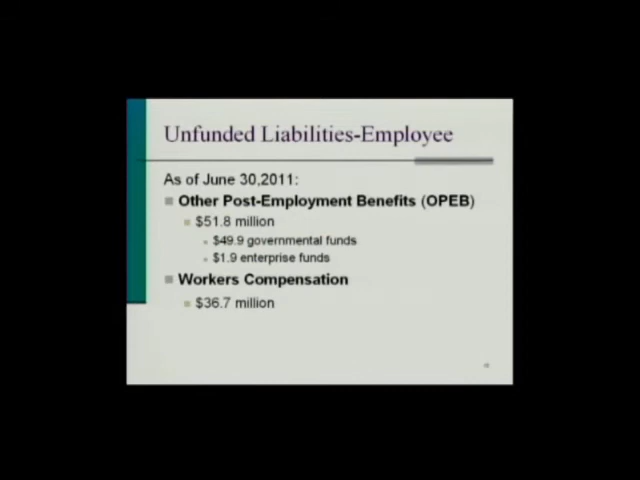 Unfunded Liabilities-Employee
As of June 30,2011:
Other Post-Employment Benefits (OPEB)
$51.8 million
$49.9 governmental funds
$1.9 enterprise funds
Workers Compensation
$36.7 million